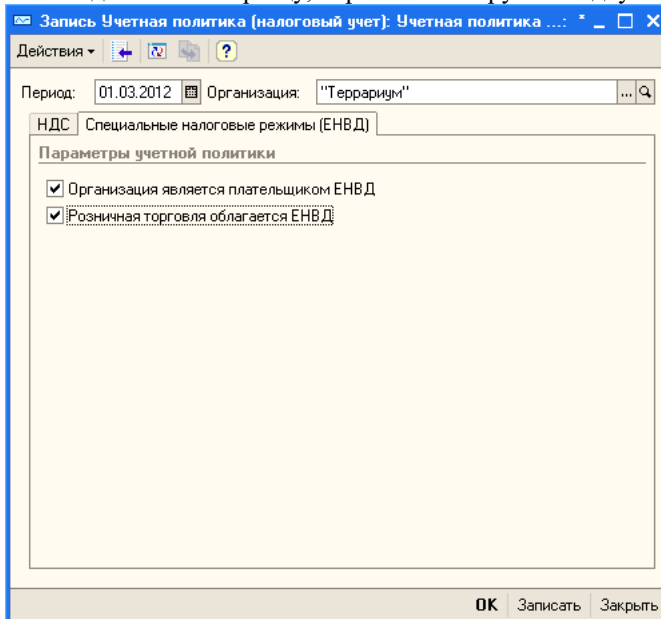 Запись Учетная политика (налоговый учет): Учетная политика ...: *
Действия
Период: 01.03.2012 Организация: "Террариум" ...
НДС Специальные налоговые режимы (ЕНВД)
Параметры учетной политики
Организация является плательщиком ЕНВД
Розничная торговля облагается ЕНВД
OK Записать Закрыть